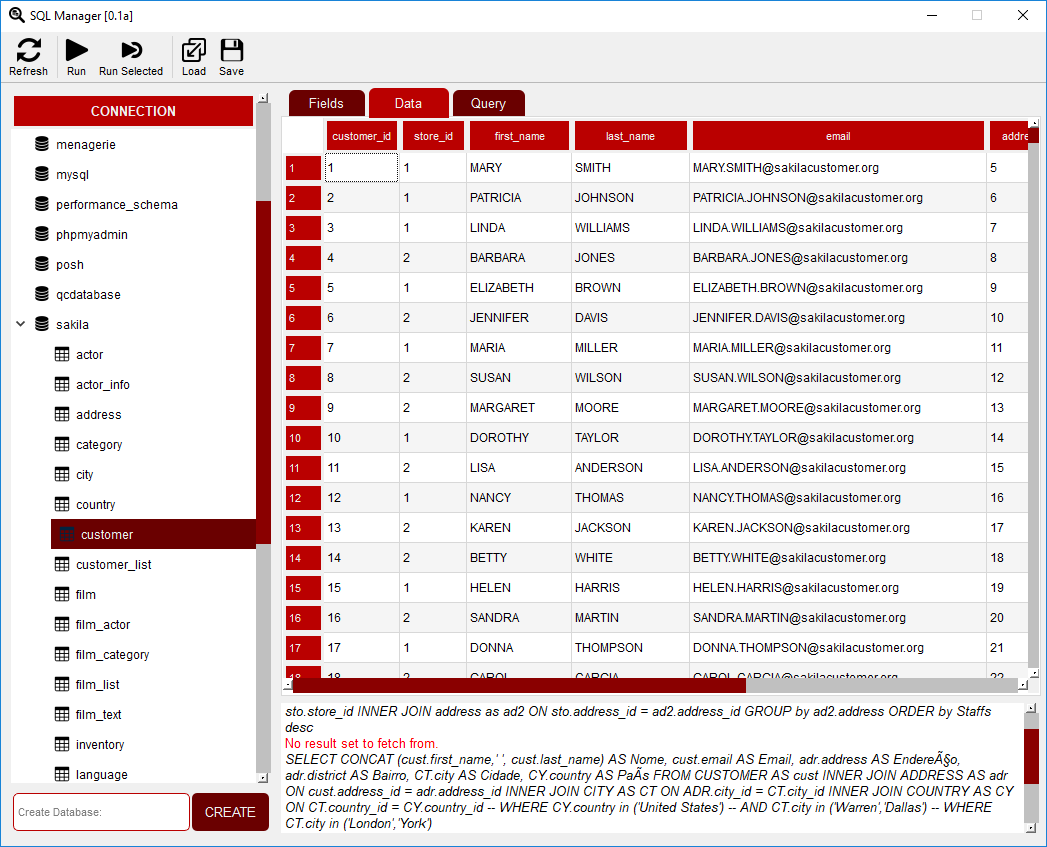 SQL Manager [0.1a]
Refresh Run Run Selected Load Save
CONNECTION
menagerie
mysql
performance_schema
phpmyadmin
posh
qcdatabase
sakila
actor
actor_info
address
category
city
country
customer
customer_list
film
film_actor
film_category
film_list
film_text
inventory
language
Create Database:
CREATE
Fields Data Query
customer_id store_id first_name last_name email addre
1 1 1 MARY SMITH MARY.SMITH@sakilacustomer.org 5
2 2 1 PATRICIA JOHNSON PATRICIA.JOHNSON@sakilacustomer.org 6
3 3 1 LINDA WILLIAMS LINDA.WILLIAMS@sakilacustomer.org 7
4 4 2 BARBARA JONES BARBARA.JONES@sakilacustomer.org 8
5 5 1 ELIZABETH BROWN ELIZABETH.BROWN@sakilacustomer.org 9
6 6 2 JENNIFER DAVIS JENNIFER.DAVIS@sakilacustomer.org 10
7 7 1 MARIA MILLER MARIA.MILLER@sakilacustomer.org 11
8 8 2 SUSAN WILSON SUSAN.WILSON@sakilacustomer.org 12
9 9 2 MARGARET MOORE MARGARET.MOORE@sakilacustomer.org 13
10 10 1 DOROTHY TAYLOR DOROTHY.TAYLOR@sakilacustomer.org 14
11 11 2 LISA ANDERSON LISA.ANDERSON@sakilacustomer.org 15
12 12 1 NANCY THOMAS NANCY.THOMAS@sakilacustomer.org 16
13 13 2 KAREN JACKSON KAREN.JACKSON@sakilacustomer.org 17
14 14 2 BETTY WHITE BETTY.WHITE@sakilacustomer.org 18
15 15 1 HELEN HARRIS HELEN.HARRIS@sakilacustomer.org 19
16 16 2 SANDRA MARTIN SANDRA.MARTIN@sakilacustomer.org 20
17 17 1 DONNA THOMPSON DONNA.THOMPSON@sakilacustomer.org 21
18 18 2 CAROL GARCIA CAROL.GARCIA@sakilacustomer.org 22
sto.store_id INNER JOIN address as ad2 ON sto.address_id = ad2.address_id GROUP by ad2.address ORDER by Staffs
desc
No result set to fetch from.
SELECT CONCAT (cust.first_name,' ', cust.last_name) AS Nome, cust.email AS Email, adr.address AS EndereÃ§o,
adr.district AS Bairro, CT.city AS Cidade, CY.country AS PaÃs FROM CUSTOMER AS cust INNER JOIN ADDRESS AS adr
ON cust.address_id = adr.address_id INNER JOIN CITY AS CT ON ADR.city_id = CT.city_id INNER JOIN COUNTRY AS CY
ON CT.country_id = CY.country_id -- WHERE CY.country in ('United States') -- AND CT.city in ('Warren','Dallas') -- WHERE
CT.city in ('London','York')